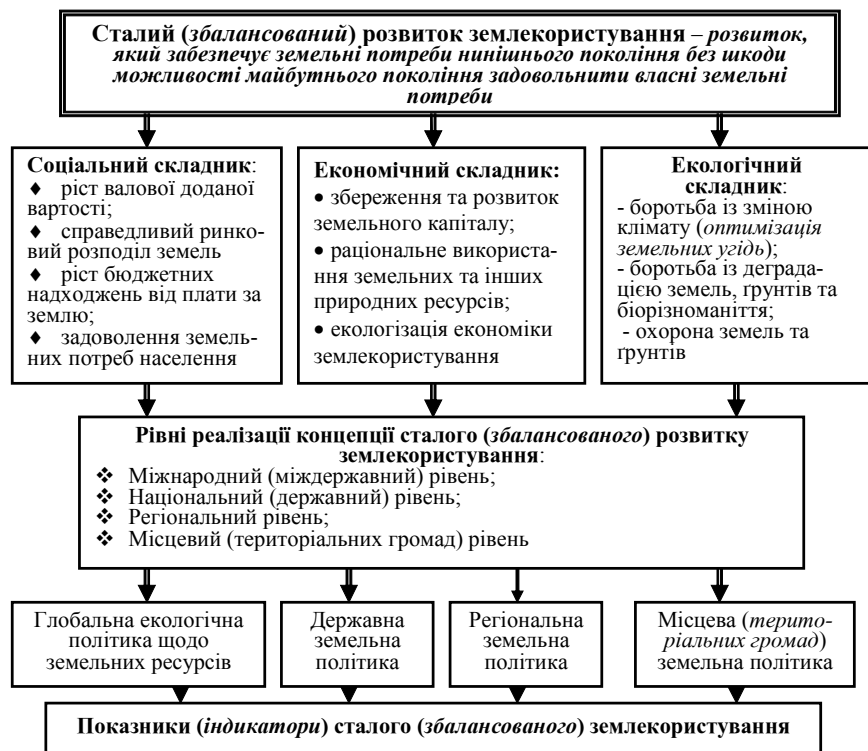 Сталий (збалансований) розвиток землекористування – розвиток,
який забезпечує земельні потреби нинішнього покоління без шкоди
можливості майбутнього покоління задовольнити власні земельні
потреби
Соціальний складник:
♦ ріст валової доданої
вартості;
♦ справедливий ринко-
вий розподіл земель
♦ ріст бюджетних
надходжень від плати за
землю;
♦ задоволення земель-
них потреб населення
Економічний складник:
• збереження та розвиток
земельного капіталу;
• раціональне використа-
ння земельних та інших
природних ресурсів;
• екологізація економіки
землекористування
Екологічний
складник:
- боротьба із зміною
клімату (оптимізація
земельних угідь);
- боротьба із деграда-
цією земель, ґрунтів та
біорізноманіття;
- охорона земель та
ґрунтів
Рівні реалізації концепції сталого (збалансованого) розвитку
землекористування:
❖ Міжнародний (міждержавний) рівень;
❖ Національний (державний) рівень;
❖ Регіональний рівень;
❖ Місцевий (територіальних громад) рівень
Глобальна екологічна
політика щодо
земельних ресурсів
Державна
земельна
політика
Регіональна
земельна
політика
Місцева (терито-
ріальних громад)
земельна політика
Показники (індикатори) сталого (збалансованого) землекористування